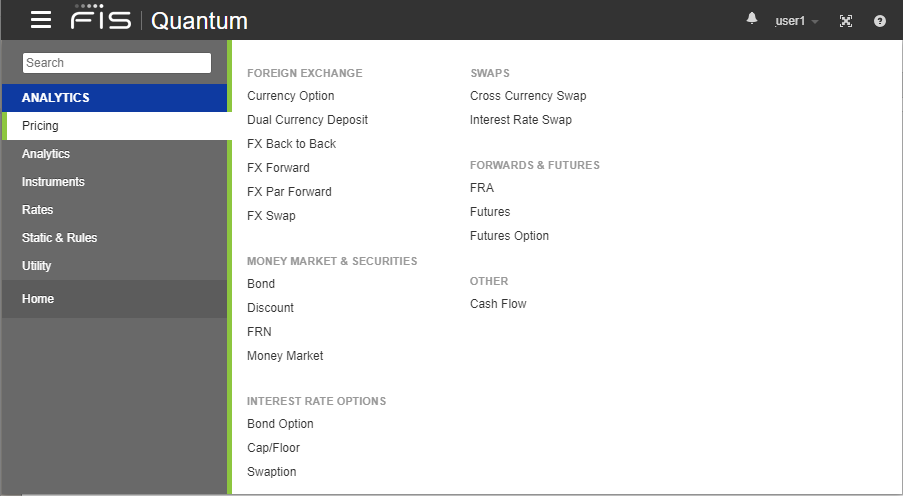 FIS Quantum
user1
Search
ANALYTICS
Pricing
Analytics
Instruments
Rates
Static & Rules
Utility
Home
FOREIGN EXCHANGE
Currency Option
Dual Currency Deposit
FX Back to Back
FX Forward
FX Par Forward
FX Swap
MONEY MARKET & SECURITIES
Bond
Discount
FRN
Money Market
INTEREST RATE OPTIONS
Bond Option
Cap/Floor
Swaption
SWAPS
Cross Currency Swap
Interest Rate Swap
FORWARDS & FUTURES
FRA
Futures
Futures Option
OTHER
Cash Flow